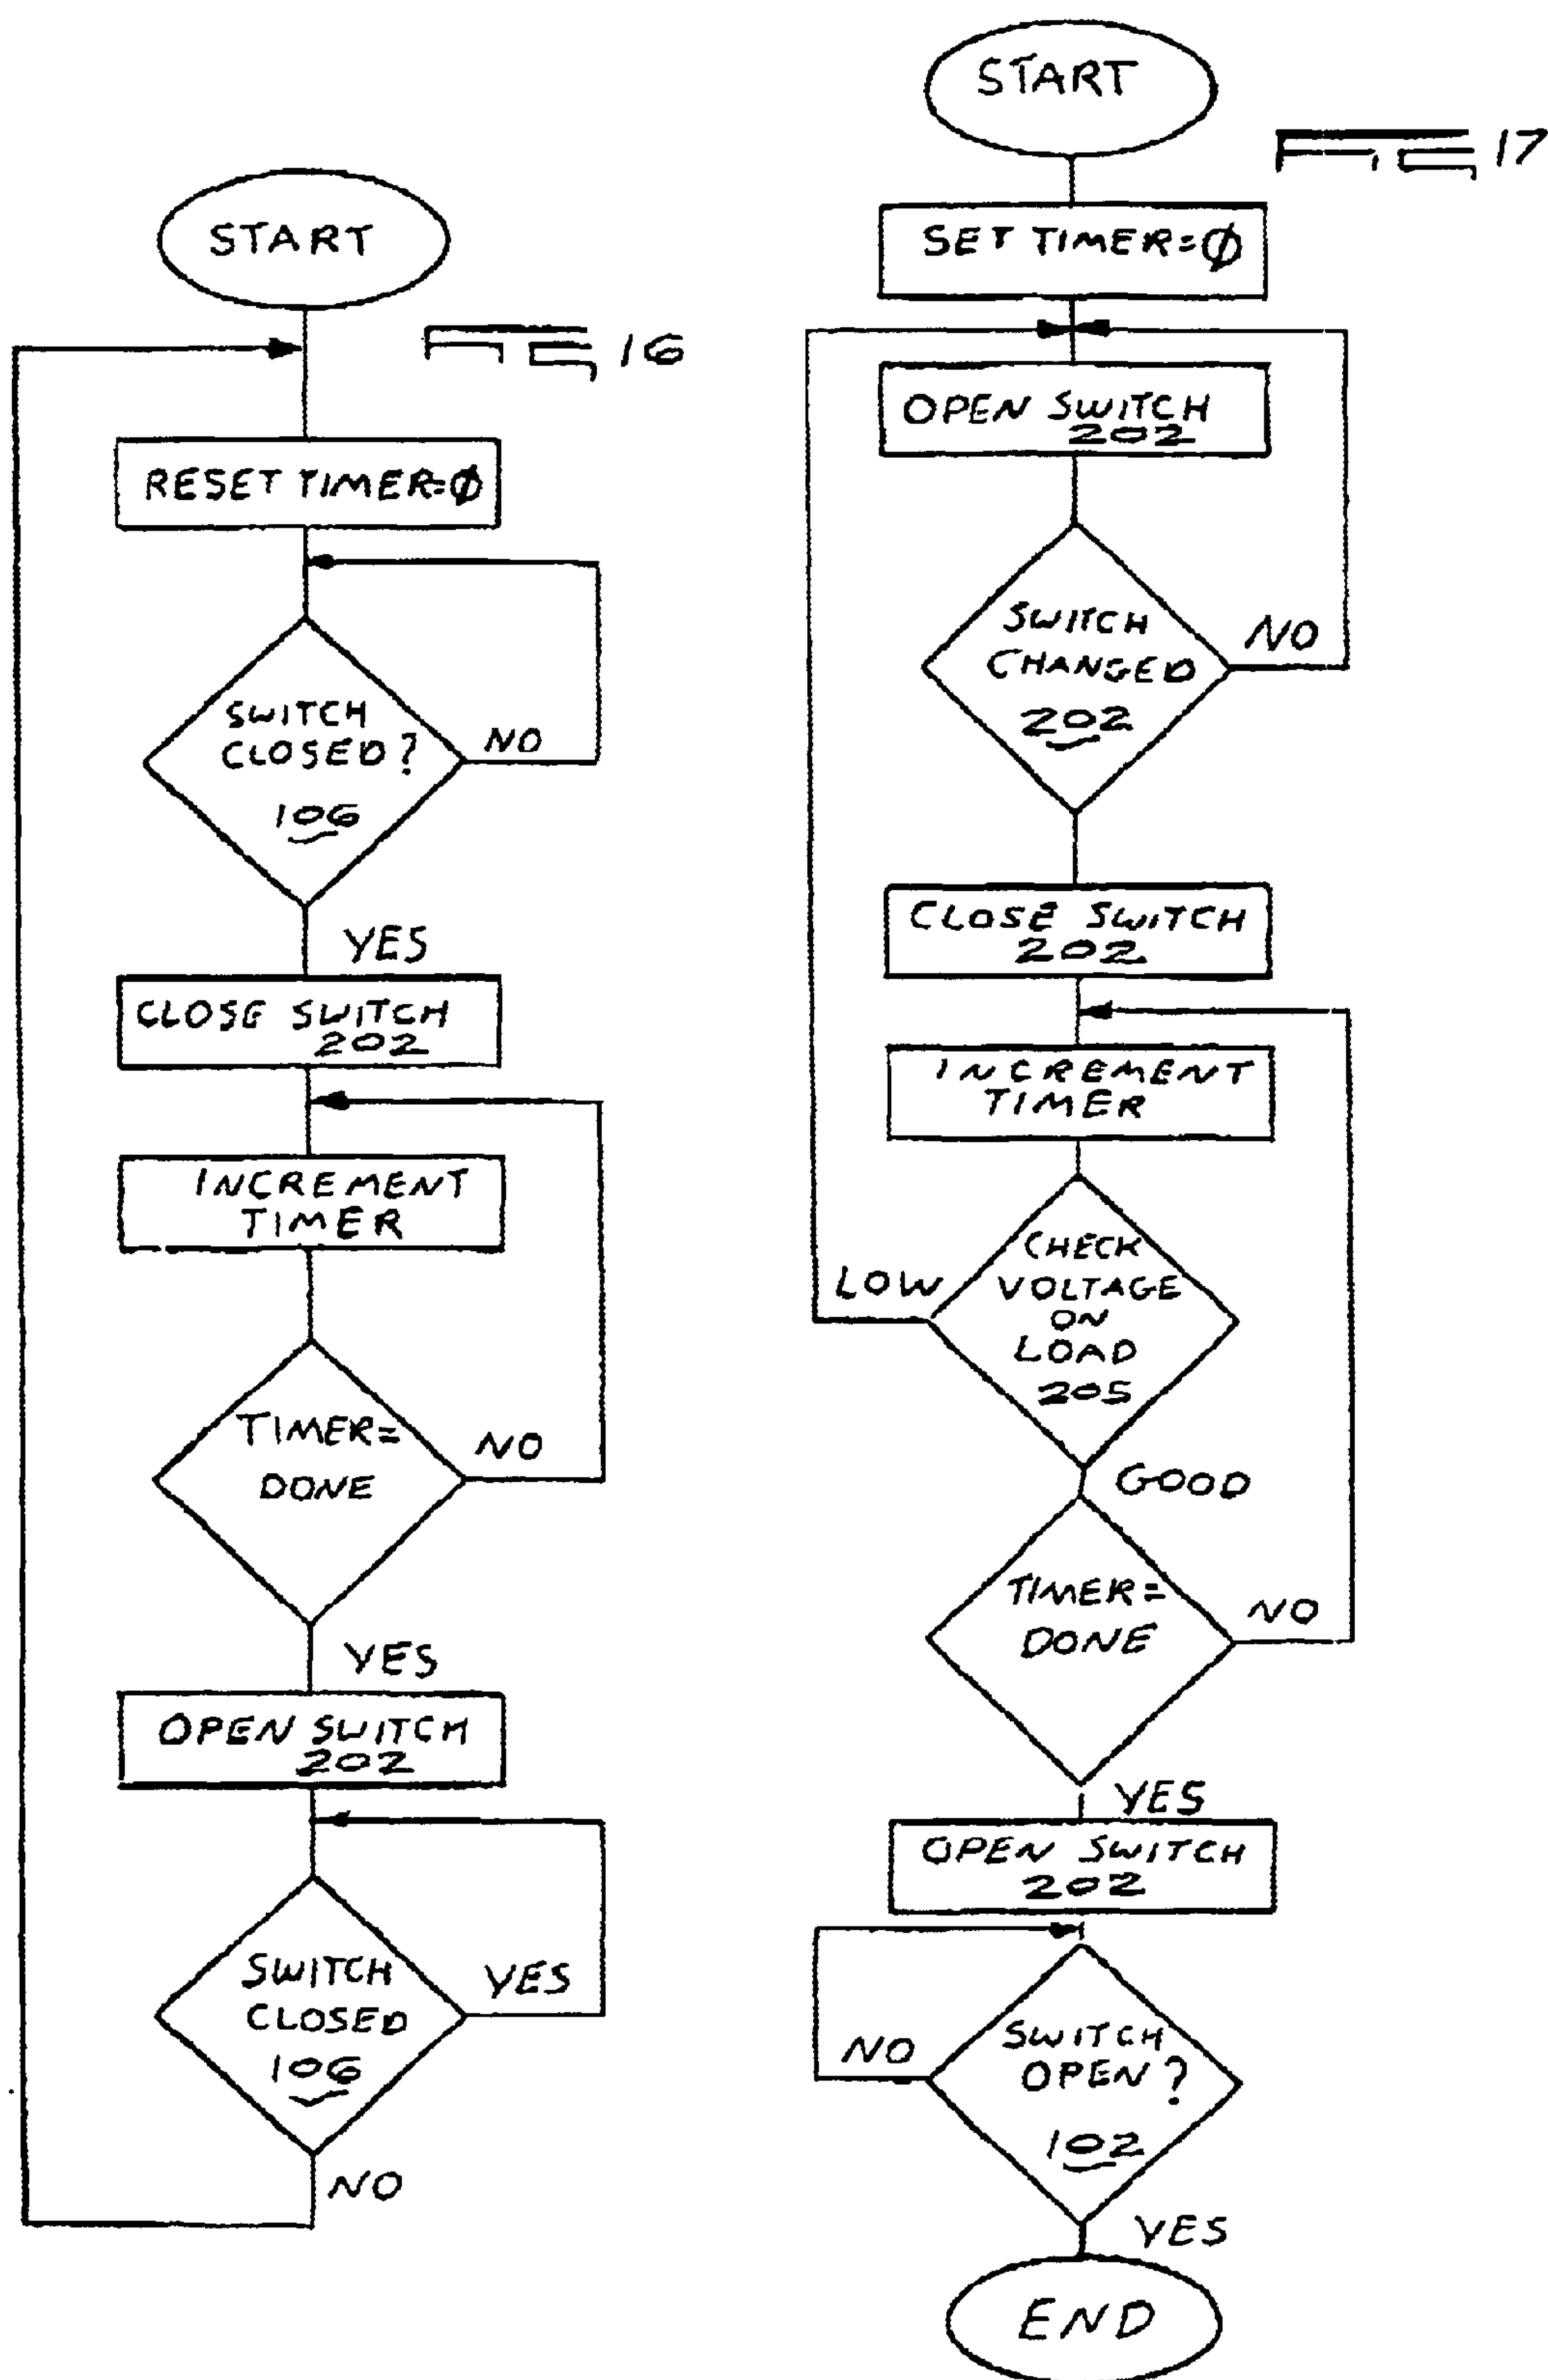 START
FIG 16
RESET TIMER=Ø
SWITCH
CLOSED?
106
NO
YES
CLOSE SWITCH
202
INCREMENT
TIMER
TIMER=
DONE
NO
YES
OPEN SWITCH
202
SWITCH
CLOSED
106
YES
NO
START
FIG 17
SET TIMER=Ø
OPEN SWITCH
202
SWITCH
CHANGED
202
NO
CLOSE SWITCH
202
INCREMENT
TIMER
CHECK
VOLTAGE
ON
LOAD
205
LOW
GOOD
TIMER=
DONE
NO
YES
OPEN SWITCH
202
SWITCH
OPEN?
102
NO
YES
END